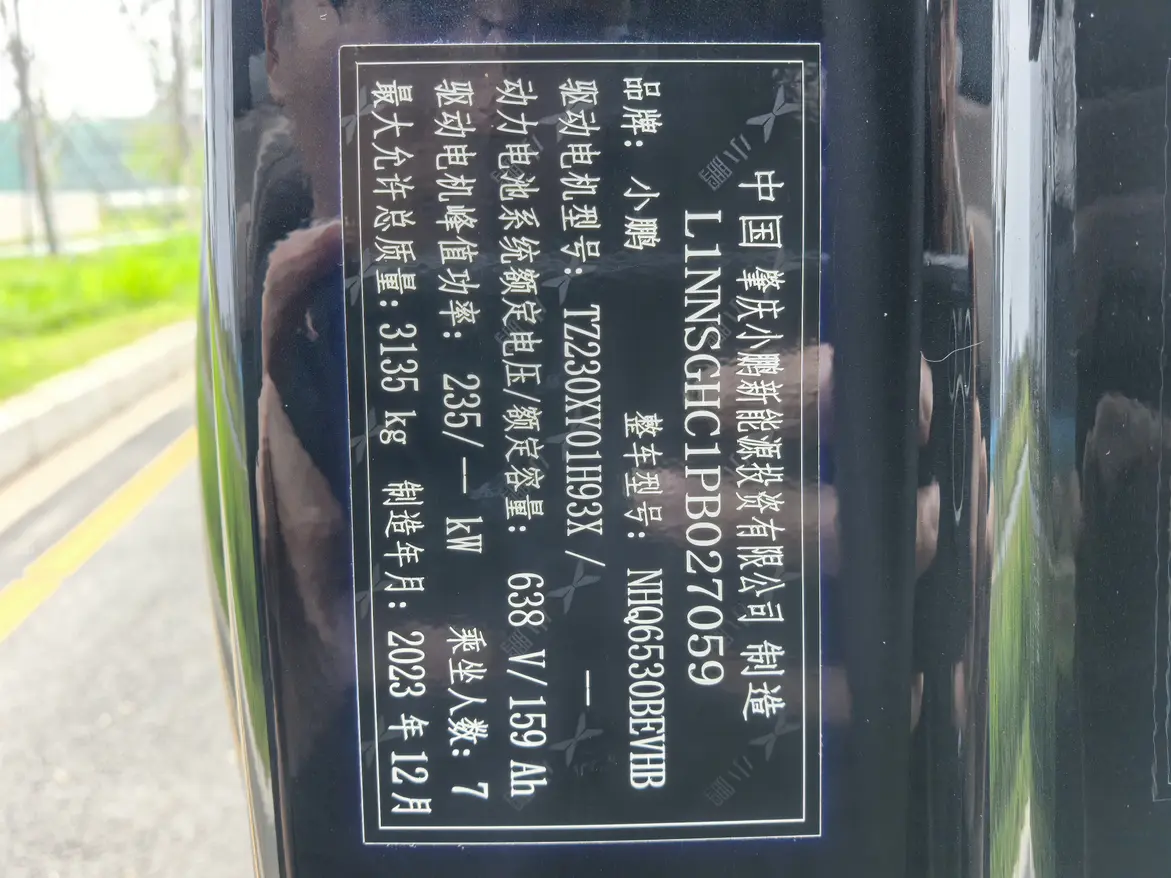 中国 肇庆小鹏新能源投资有限公司 制造
L1NNSGHC1PB027059
品牌: 小鹏 整车型号: NHQ6530BEVHB
驱动电机型号: TZ230XY01H93X / --
动力电池系统额定电压/额定容量: 638 V/159 Ah
驱动电机峰值功率: 235/-- kW 乘坐人数: 7
最大允许总质量: 3135 kg 制造年月: 2023 年 12 月